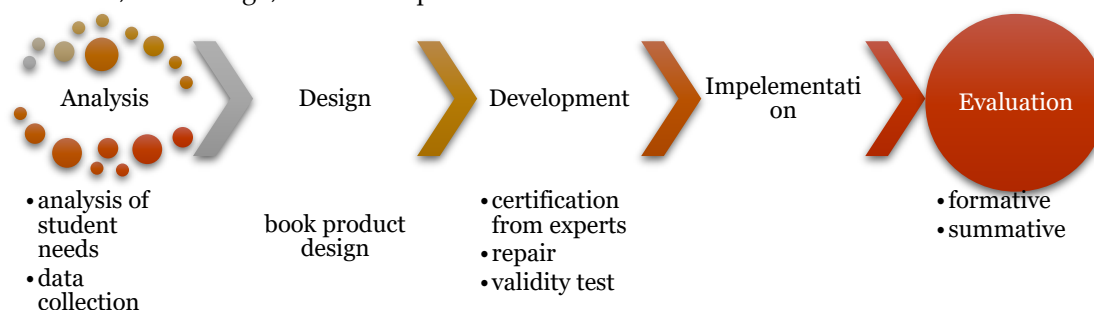 Analysis
Design
Development
Impelementati
on
Evaluation
• analysis of
student
needs
• data
collection
book product
design
• certification
from experts
• repair
• validity test
• formative
• summative